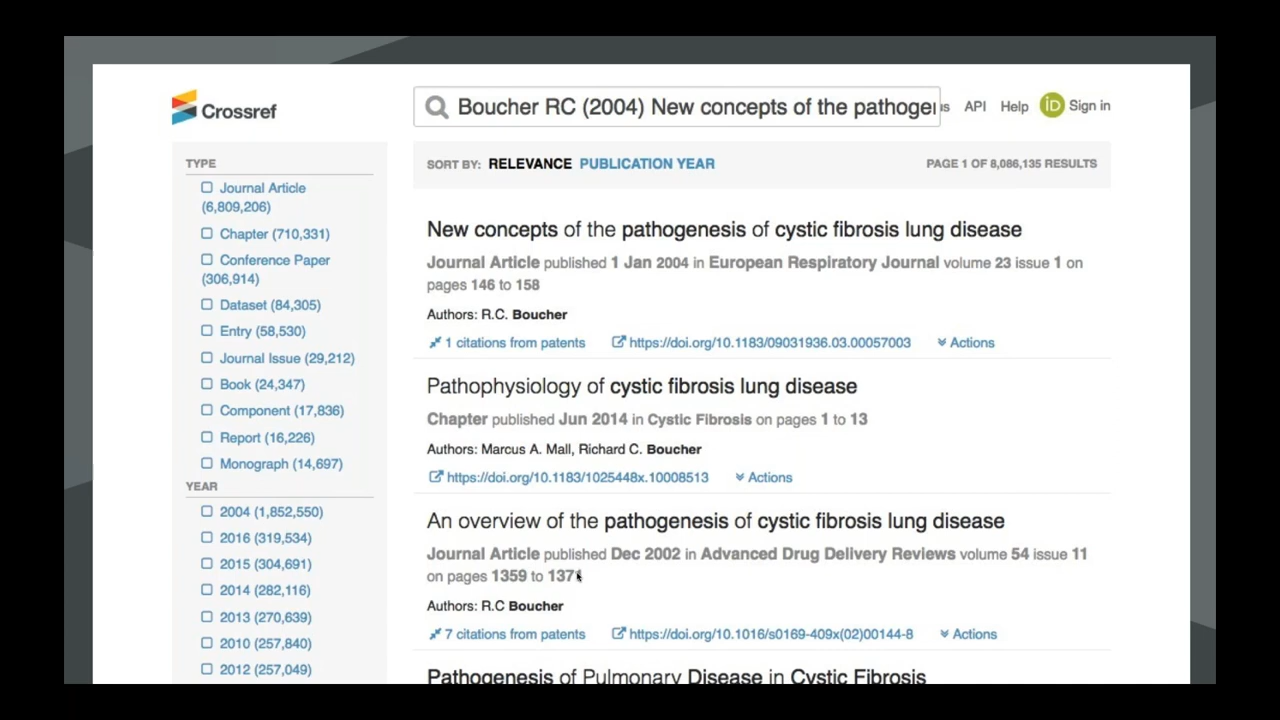 Crossref
Boucher RC (2004) New concepts of the
API
Help
iD Sign in
TYPE
Journal Article
(6,809,206)
Chapter (710,331)
Conference Paper
(306,914)
Dataset (84,305)
Entry (58,530)
Journal Issue (29,212)
Book (24,347)
Component (17,836)
Report (16,226)
Monograph (14,697)
YEAR
2004 (1,852,550)
2016 (319,534)
2015 (304,691)
2014 (282,116)
2013 (270,639)
2010 (257,840)
2012 (257,049)
SORT BY: RELEVANCE PUBLICATION YEAR
PAGE 1 OF 8,086,135 RESULTS
New concepts of the pathogenesis of cystic fibrosis lung disease
Journal Article published 1 Jan 2004 in European Respiratory Journal volume 23 issue 1 on
pages 146 to 158
Authors: R.C. Boucher
1 citations from patents https://doi.org/10.1183/09031936.03.00057003 Actions
Pathophysiology of cystic fibrosis lung disease
Chapter published Jun 2014 in Cystic Fibrosis on pages 1 to 13
Authors: Marcus A. Mall, Richard C. Boucher
https://doi.org/10.1183/1025448x.10008513 Actions
An overview of the pathogenesis of cystic fibrosis lung disease
Journal Article published Dec 2002 in Advanced Drug Delivery Reviews volume 54 issue 11
on pages 1359 to
Authors: R.C Boucher
7 citations from patents https://doi.org/10.1016/s0169-409x(02)00144-8 Actions
Pathogenesis of Pulmonary Disease in Cystic Fibrosis